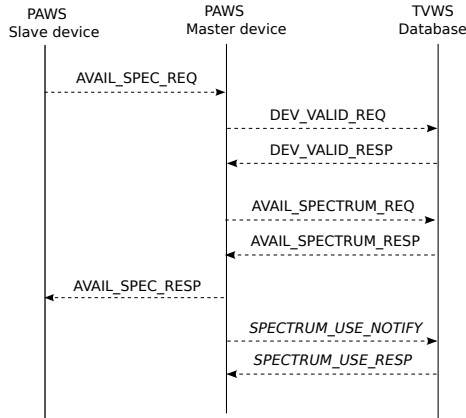 PAWS
Slave device
PAWS
Master device
TVWS
Database
AVAIL_SPEC_REQ
DEV_VALID_REQ
DEV_VALID_RESP
AVAIL_SPECTRUM_REQ
AVAIL_SPECTRUM_RESP
AVAIL_SPEC_RESP
SPECTRUM_USE_NOTIFY
SPECTRUM_USE_RESP